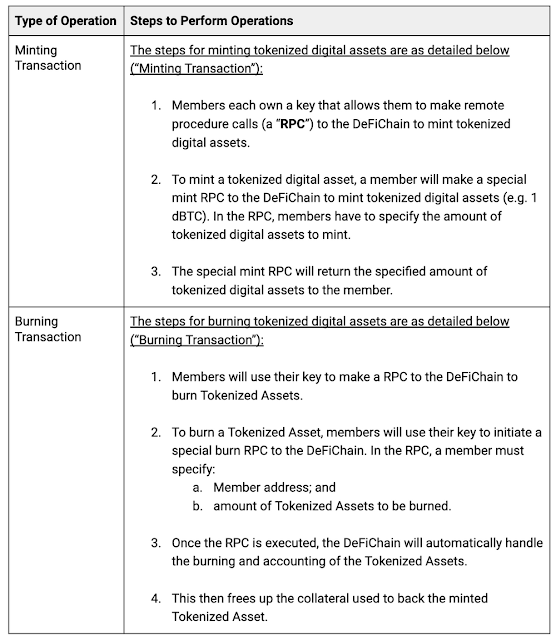 Type of Operation
Steps to Perform Operations
Minting
Transaction
The steps for minting tokenized digital assets are as detailed below
(“Minting Transaction”):
1. Members each own a key that allows them to make remote
procedure calls (a “RPC”) to the DeFiChain to mint tokenized
digital assets.
2. To mint a tokenized digital asset, a member will make a special
mint RPC to the DeFiChain to mint tokenized digital assets (e.g. 1
dBTC). In the RPC, members have to specify the amount of
tokenized digital assets to mint.
3. The special mint RPC will return the specified amount of
tokenized digital assets to the member.
Burning
Transaction
The steps for burning tokenized digital assets are as detailed below
(“Burning Transaction”):
1. Members will use their key to make a RPC to the DeFiChain to
burn Tokenized Assets.
2. To burn a Tokenized Asset, members will use their key to initiate a
special burn RPC to the DeFiChain. In the RPC, a member must
specify:
a. Member address; and
b. amount of Tokenized Assets to be burned.
3. Once the RPC is executed, the DeFiChain will automatically handle
the burning and accounting of the Tokenized Assets.
4. This then frees up the collateral used to back the minted
Tokenized Asset.